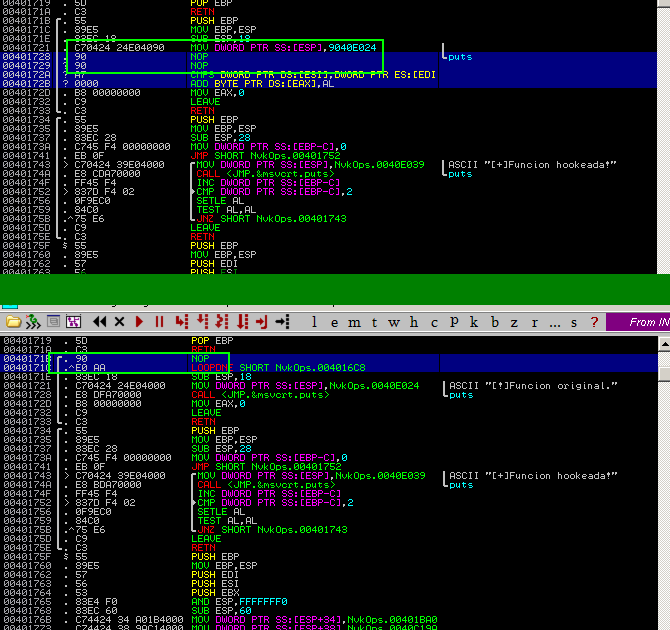 00401719 . 5D POP EBP
0040171A . C3 RETN
0040171B . 55 PUSH EBP
0040171C . 89E5 MOV EBP,ESP
83EC 18 SUB ESP,18
00401721 C70424 24E04090 MOV DWORD PTR SS:[ESP],9040E024
00401728 . 90 NOP puts
00401729 . 90 NOP
0040172A ? A7 CMPS DWORD PTR DS:[ESI],DWORD PTR ES:[EDI
0040172B ? 0000 ADD BYTE PTR DS:[EAX],AL
0040172D . B8 00000000 MOV EAX,0
00401732 . C9 LEAVE
00401733 . C3 RETN
00401734 . 55 PUSH EBP
00401735 . 89E5 MOV EBP,ESP
00401737 . 83EC 28 SUB ESP,28
0040173A . C745 F4 00000000 MOV DWORD PTR SS:[EBP-C],0
00401741 . EB 0F JMP SHORT NvkOps.00401752
00401743 > C70424 39E04000 MOV DWORD PTR SS:[ESP],NvkOps.0040E039 ASCII "[+]Funcion hookeada!"
0040174A . E8 CDA70000 CALL <JMP.&msvcrt.puts> puts
0040174F . FF45 F4 INC DWORD PTR SS:[EBP-C]
00401752 > 837D F4 02 CMP DWORD PTR SS:[EBP-C],2
00401756 . 0F9EC0 SETLE AL
00401759 . 84C0 TEST AL,AL
0040175B .^75 E6 JNZ SHORT NvkOps.00401743
0040175D . C9 LEAVE
0040175E . C3 RETN
0040175F $ 55 PUSH EBP
00401760 . 89E5 MOV EBP,ESP
00401762 . 57 PUSH EDI
00401763 . 56 PUSH ESI
l e m t w h c P k b z r ... s ? From IN
00401719 . 5D POP EBP
0040171A . C3 RETN
0040171B 90 NOP
0040171C .^E0 AA LOOPDNE SHORT NvkOps.004016C8
83EC 18 SUB ESP,18
00401721 . C70424 24E04000 MOV DWORD PTR SS:[ESP],NvkOps.0040E024 ASCII "[!]Funcion original."
00401728 . E8 DFA70000 CALL <JMP.&msvcrt.puts> puts
0040172D . B8 00000000 MOV EAX,0
00401732 . C9 LEAVE
00401733 . C3 RETN
00401734 . 55 PUSH EBP
00401735 . 89E5 MOV EBP,ESP
00401737 . 83EC 28 SUB ESP,28
0040173A . C745 F4 00000000 MOV DWORD PTR SS:[EBP-C],0
00401741 . EB 0F JMP SHORT NvkOps.00401752
00401743 > C70424 39E04000 MOV DWORD PTR SS:[ESP],NvkOps.0040E039 ASCII "[+]Funcion hookeada!"
0040174A . E8 BDA70000 CALL <JMP.&msvcrt.puts> puts
0040174F . FF45 F4 INC DWORD PTR SS:[EBP-C]
00401752 > 837D F4 02 CMP DWORD PTR SS:[EBP-C],2
00401756 . 0F9EC0 SETLE AL
00401759 . 84C0 TEST AL,AL
0040175B .^75 E6 JNZ SHORT NvkOps.00401743
0040175D . C9 LEAVE
0040175E . C3 RETN
0040175F $ 55 PUSH EBP
00401760 . 89E5 MOV EBP,ESP
00401762 . 57 PUSH EDI
00401763 . 56 PUSH ESI
00401764 . 53 PUSH EBX
00401765 . 83E4 F0 AND ESP,FFFFFFF0
00401768 . 83EC 60 SUB ESP,60
0040176B . C74424 34 A01B4000 MOV DWORD PTR SS:[ESP+34],NvkOps.00401BA0